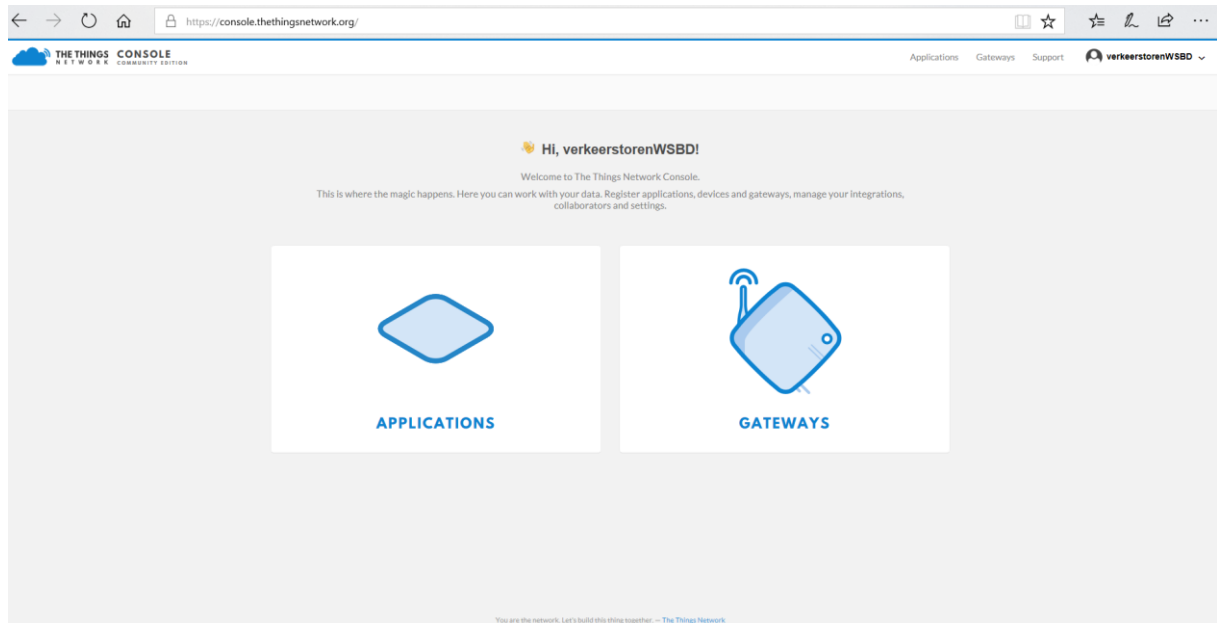 https://console.thethingsnetwork.org/
THE THINGS CONSOLE
NETWORK COMMUNITY EDITION
Applications Gateways Support verkeerstorenWSBD
👋 Hi, verkeerstorenWSBD!
Welcome to The Things Network Console.
This is where the magic happens. Here you can work with your data. Register applications, devices and gateways, manage your integrations,
collaborators and settings.
APPLICATIONS
GATEWAYS
You are the network. Let's build this thing together. — The Things Network